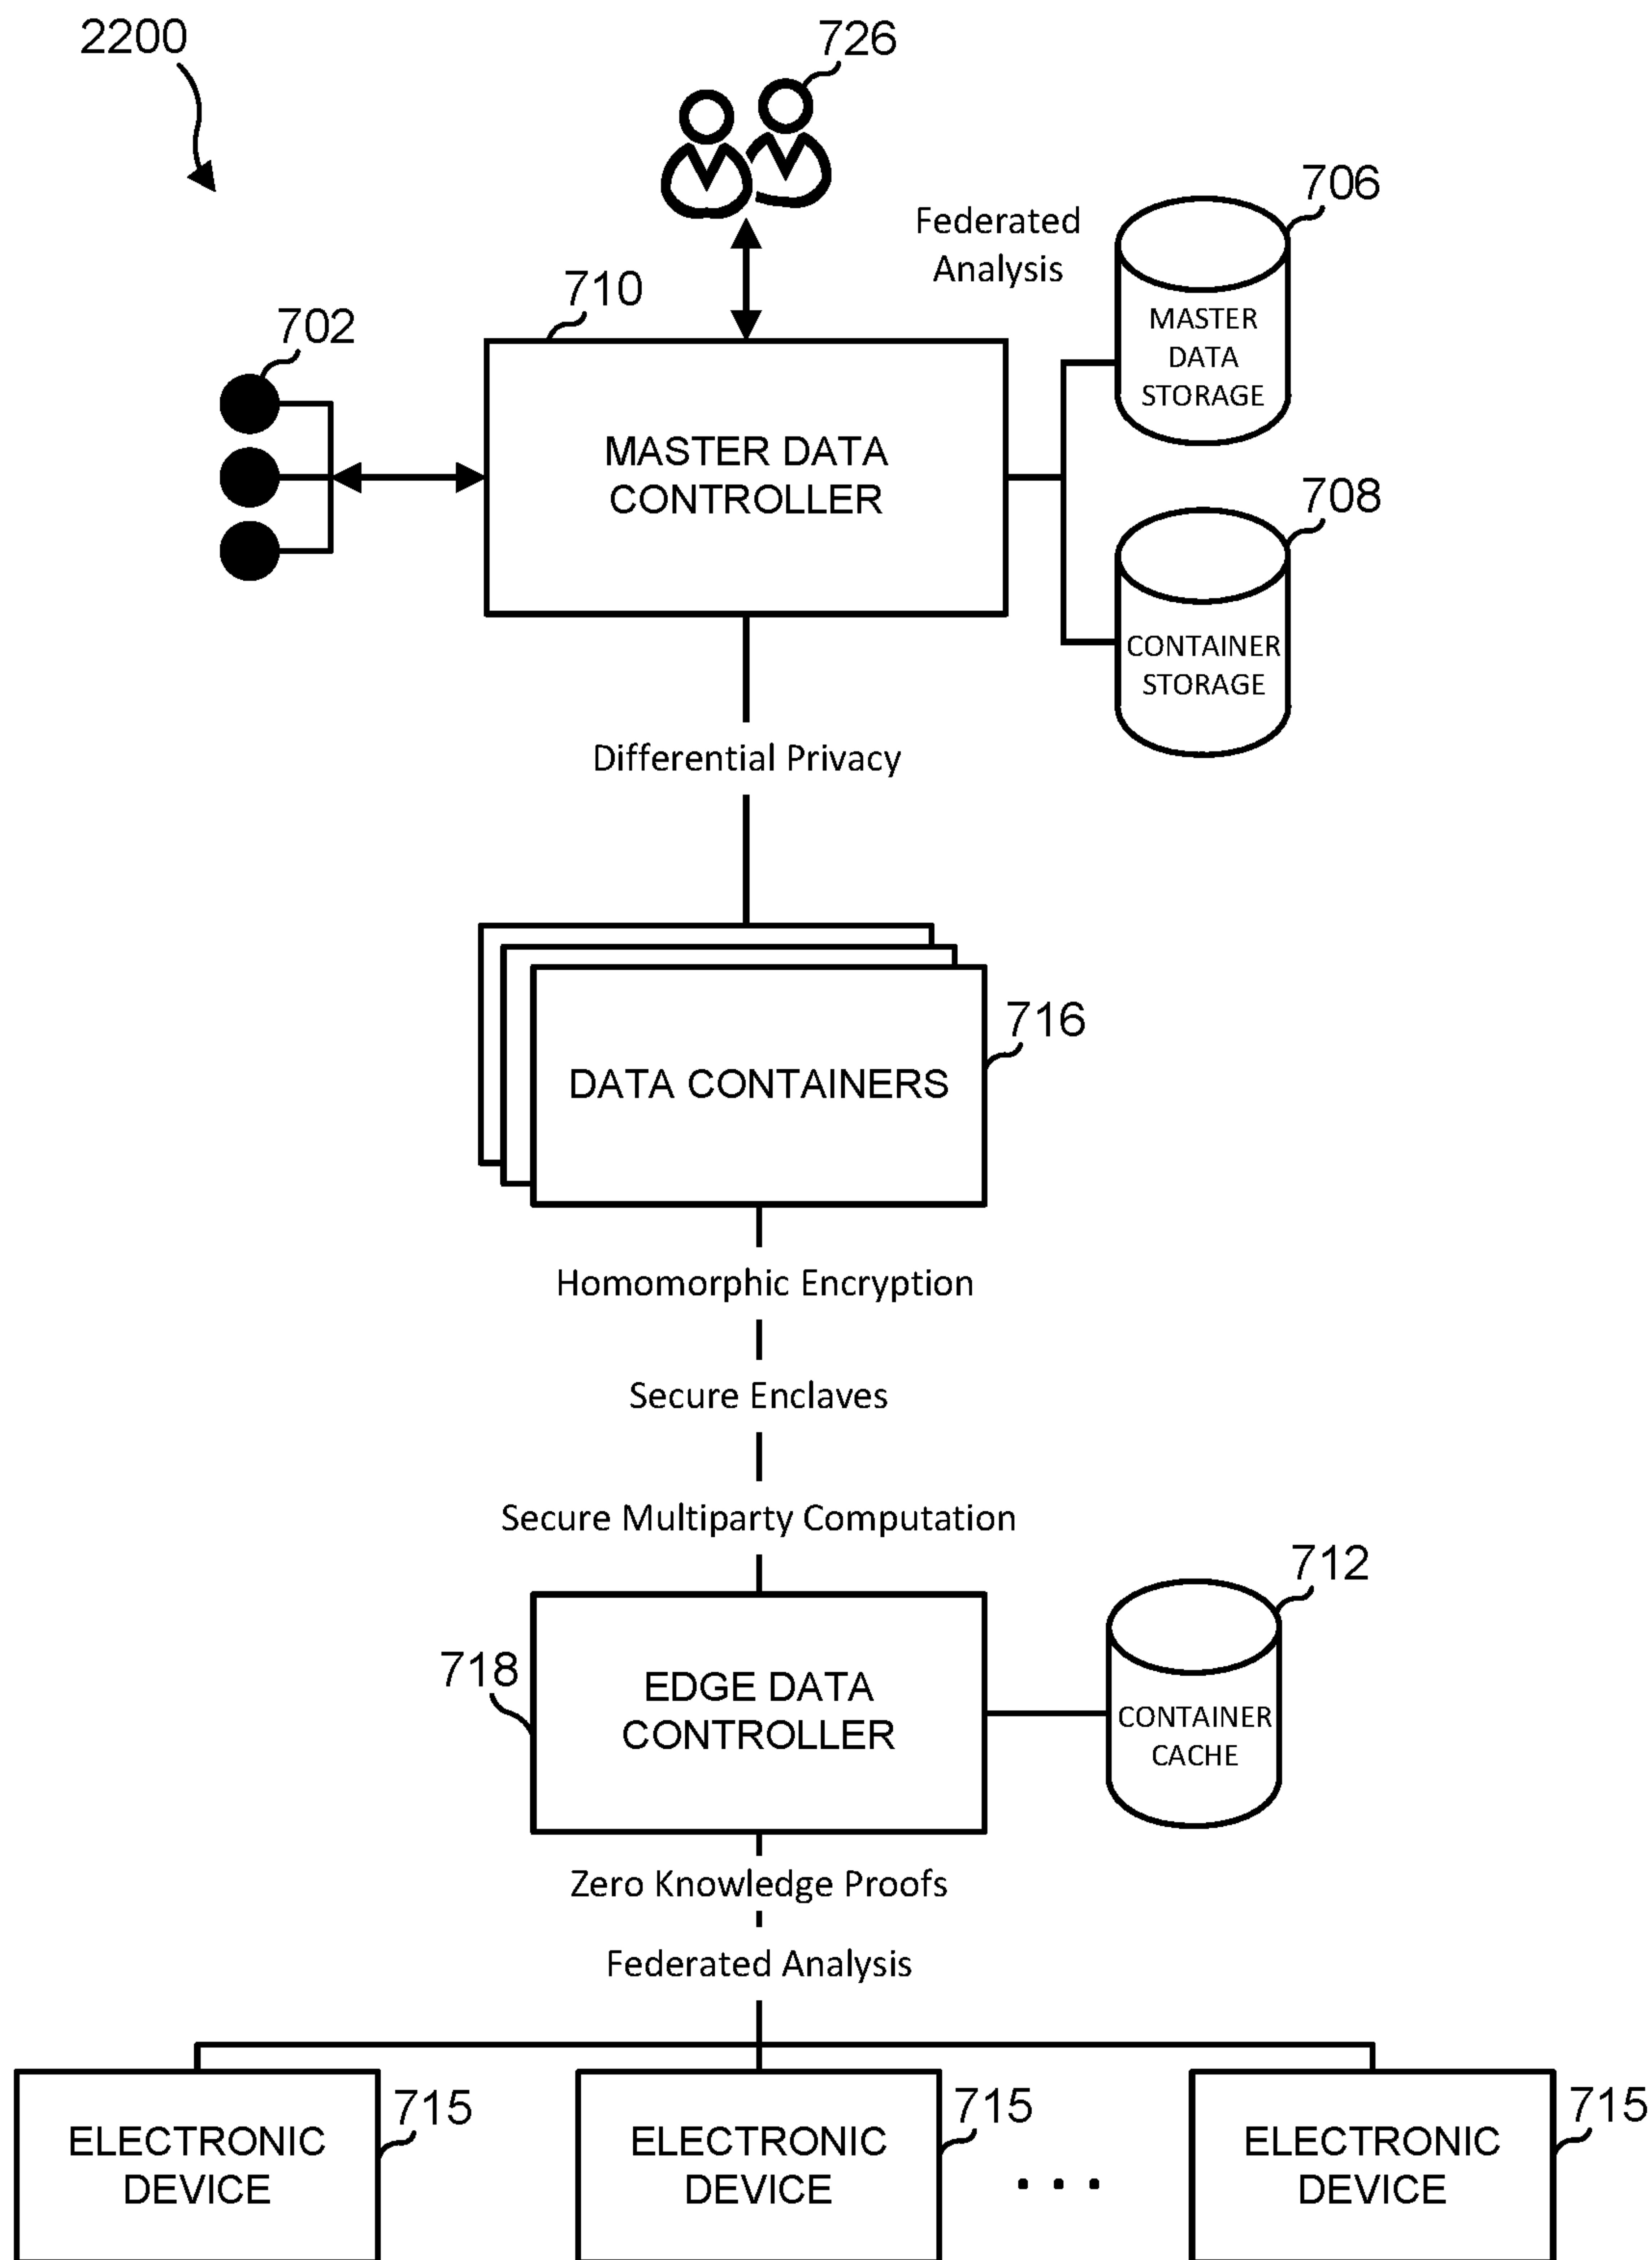 2200
726
706
Federated
Analysis
710
702
MASTER
DATA
STORAGE
MASTER DATA
CONTROLLER
708
CONTAINER
STORAGE
Differential Privacy
716
DATA CONTAINERS
Homomorphic Encryption
Secure Enclaves
Secure Multiparty Computation
712
718
EDGE DATA
CONTROLLER
CONTAINER
CACHE
Zero Knowledge Proofs
Federated Analysis
715
715
715
ELECTRONIC
DEVICE
ELECTRONIC
DEVICE
...
ELECTRONIC
DEVICE